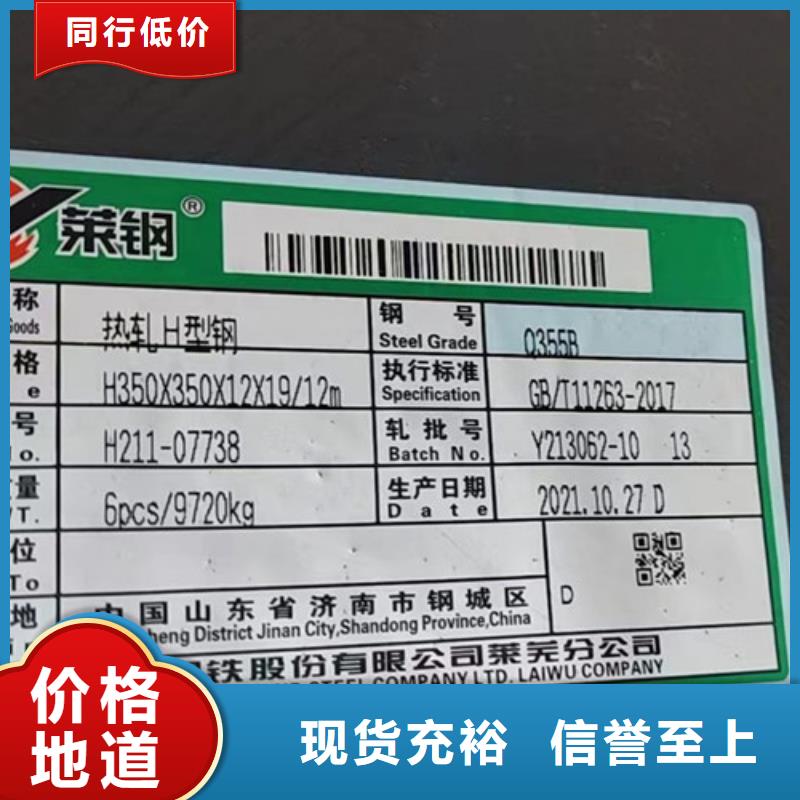 同行低价
莱钢®
称 热轧H型钢 钢号 Q355B
Goods Steel Grade
格 H350X350X12X19/12m 执行标准 GB/T11263-2017
e Specification
号 H211-07738 轧批号 Y213062-10 13
o. Batch No.
量 6pcs/9720kg 生产日期 2021.10.27 D
T. Date
位
To D
地 中国山东省济南市钢城区
cheng District Jinan City,Shandong Province,China
钢铁股份有限公司莱芜分公司
STEEL COMPANY LTD. LAIWU COMPANY
价格
地道
现货充裕 信誉至上